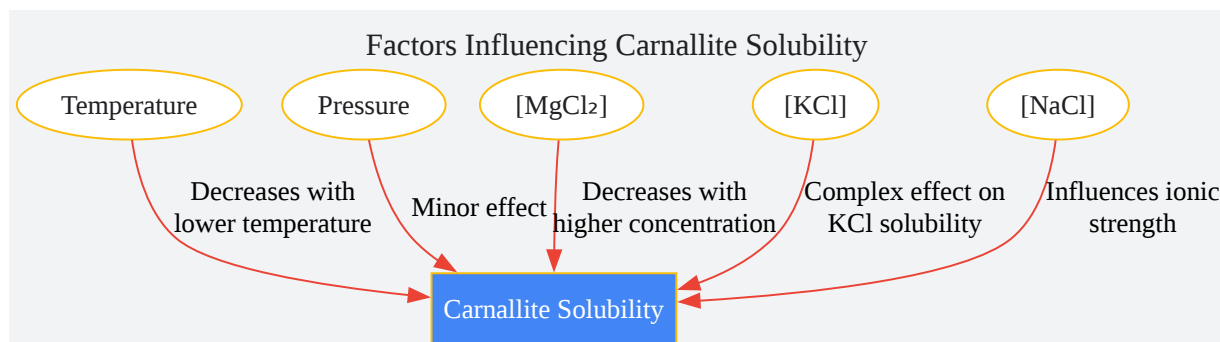 Factors Influencing Carnallite Solubility
Temperature
Pressure
[MgCl₂]
[KCl]
[NaCl]
Decreases with
lower temperature
Minor effect
Decreases with
higher concentration
Complex effect on
KCl solubility
Influences ionic
strength
Carnallite Solubility